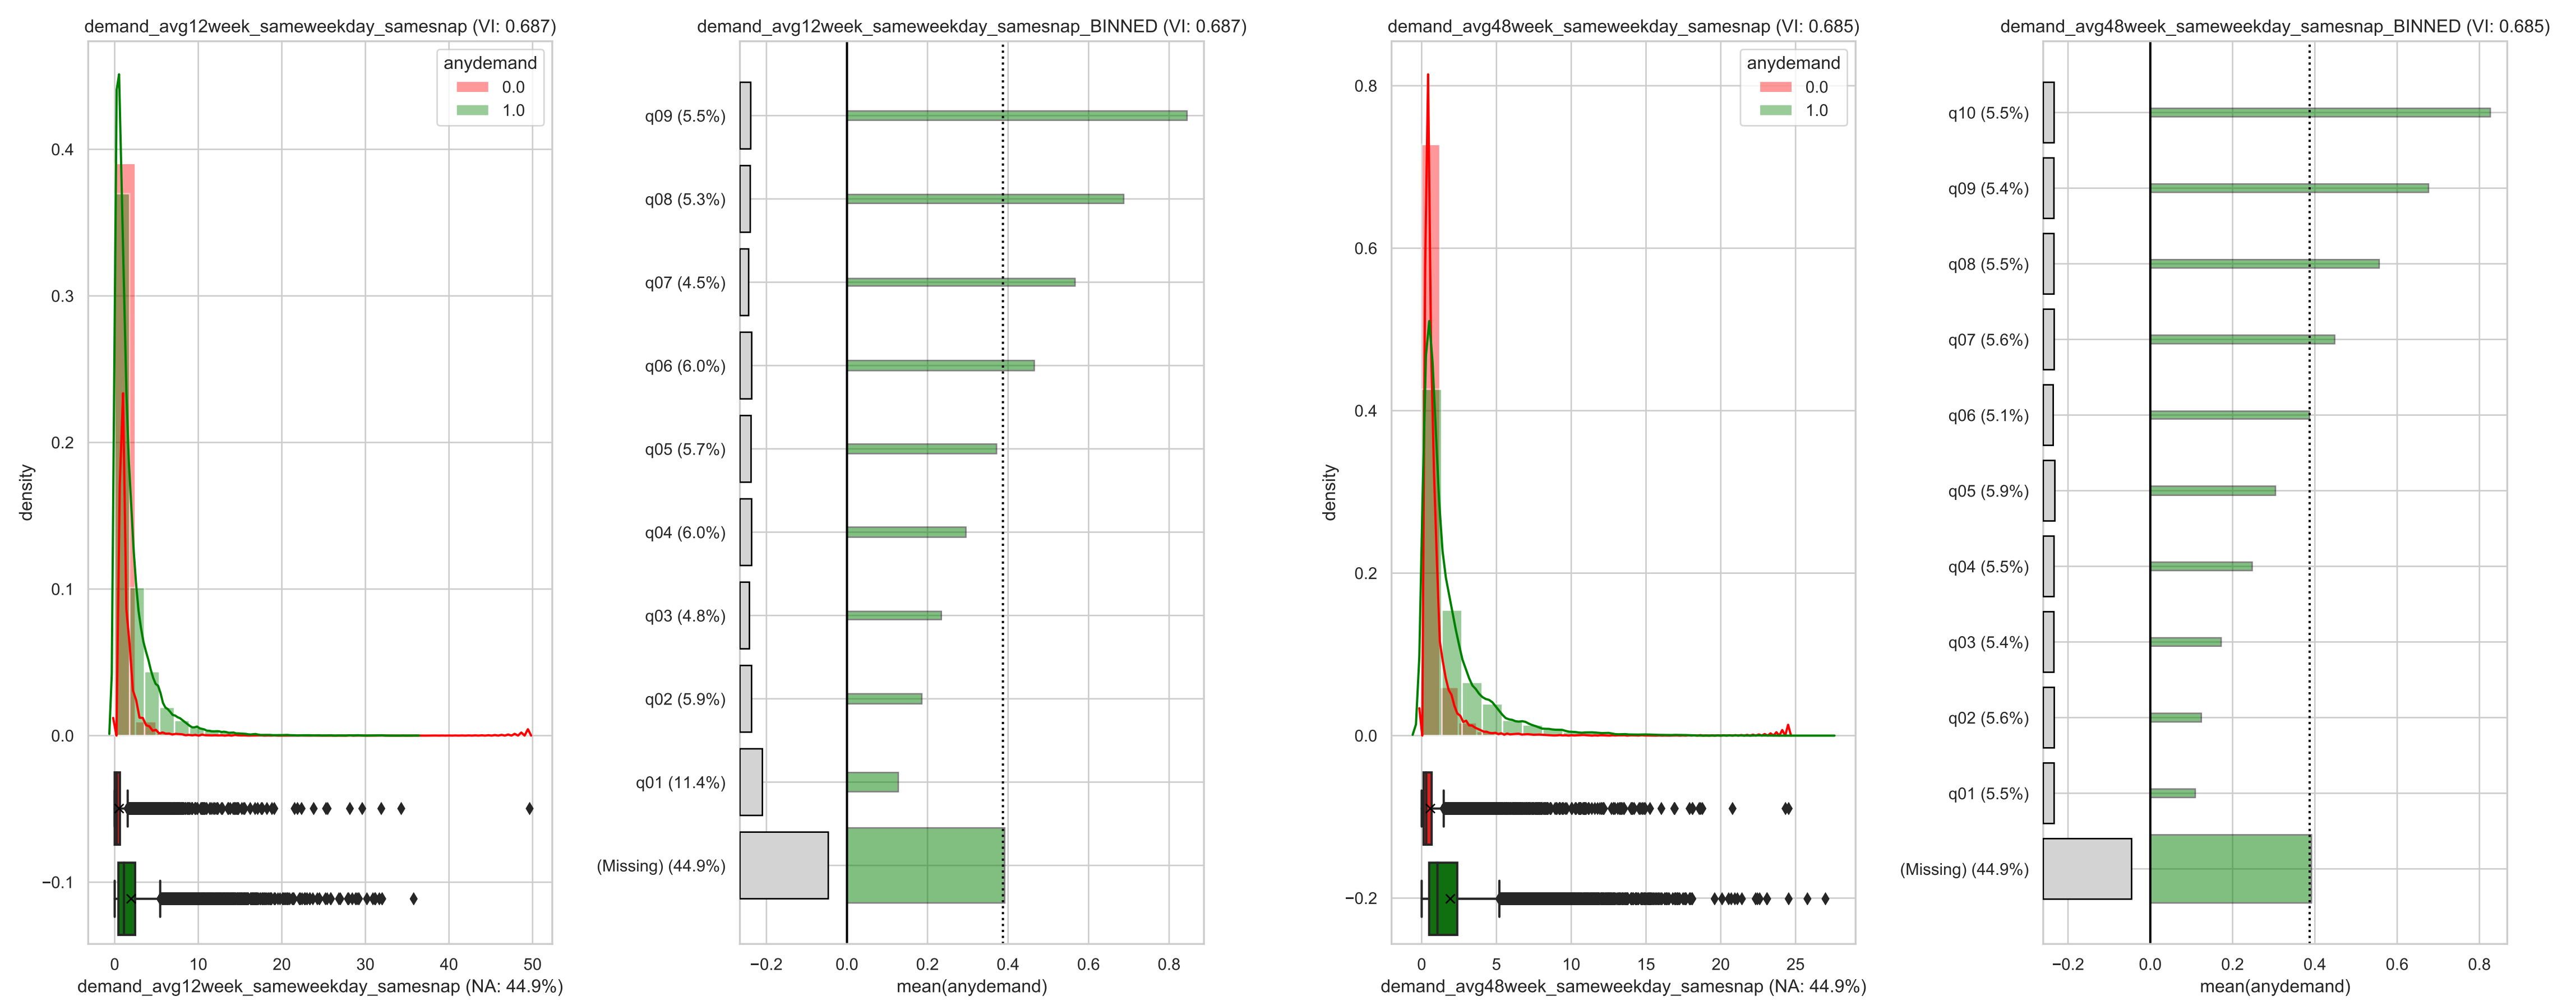 demand_avg12week_sameweekday_samesnap (VI: 0.687)
anydemand
0.0
1.0
density
0.4
0.3
0.2
0.1
0.0
−0.1
0 10 20 30 40 50
demand_avg12week_sameweekday_samesnap (NA: 44.9%)
demand_avg12week_sameweekday_samesnap_BINNED (VI: 0.687)
q09 (5.5%)
q08 (5.3%)
q07 (4.5%)
q06 (6.0%)
q05 (5.7%)
q04 (6.0%)
q03 (4.8%)
q02 (5.9%)
q01 (11.4%)
(Missing) (44.9%)
−0.2 0.0 0.2 0.4 0.6 0.8
mean(anydemand)
demand_avg48week_sameweekday_samesnap (VI: 0.685)
anydemand
0.0
1.0
density
0.8
0.6
0.4
0.2
0.0
−0.2
0 5 10 15 20 25
demand_avg48week_sameweekday_samesnap (NA: 44.9%)
demand_avg48week_sameweekday_samesnap_BINNED (VI: 0.685)
q10 (5.5%)
q09 (5.4%)
q08 (5.5%)
q07 (5.6%)
q06 (5.1%)
q05 (5.9%)
q04 (5.5%)
q03 (5.4%)
q02 (5.6%)
q01 (5.5%)
(Missing) (44.9%)
−0.2 0.0 0.2 0.4 0.6 0.8
mean(anydemand)